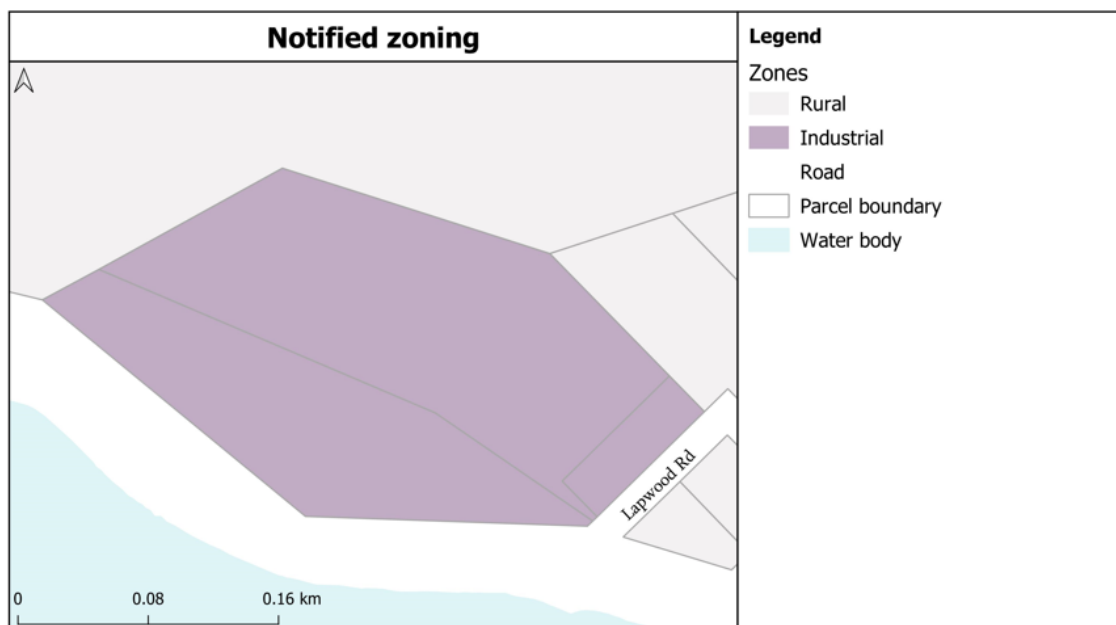 Notified zoning
Legend
Zones
Rural
Industrial
Road
Parcel boundary
Water body
Lapwood Rd
0 0.08 0.16 km